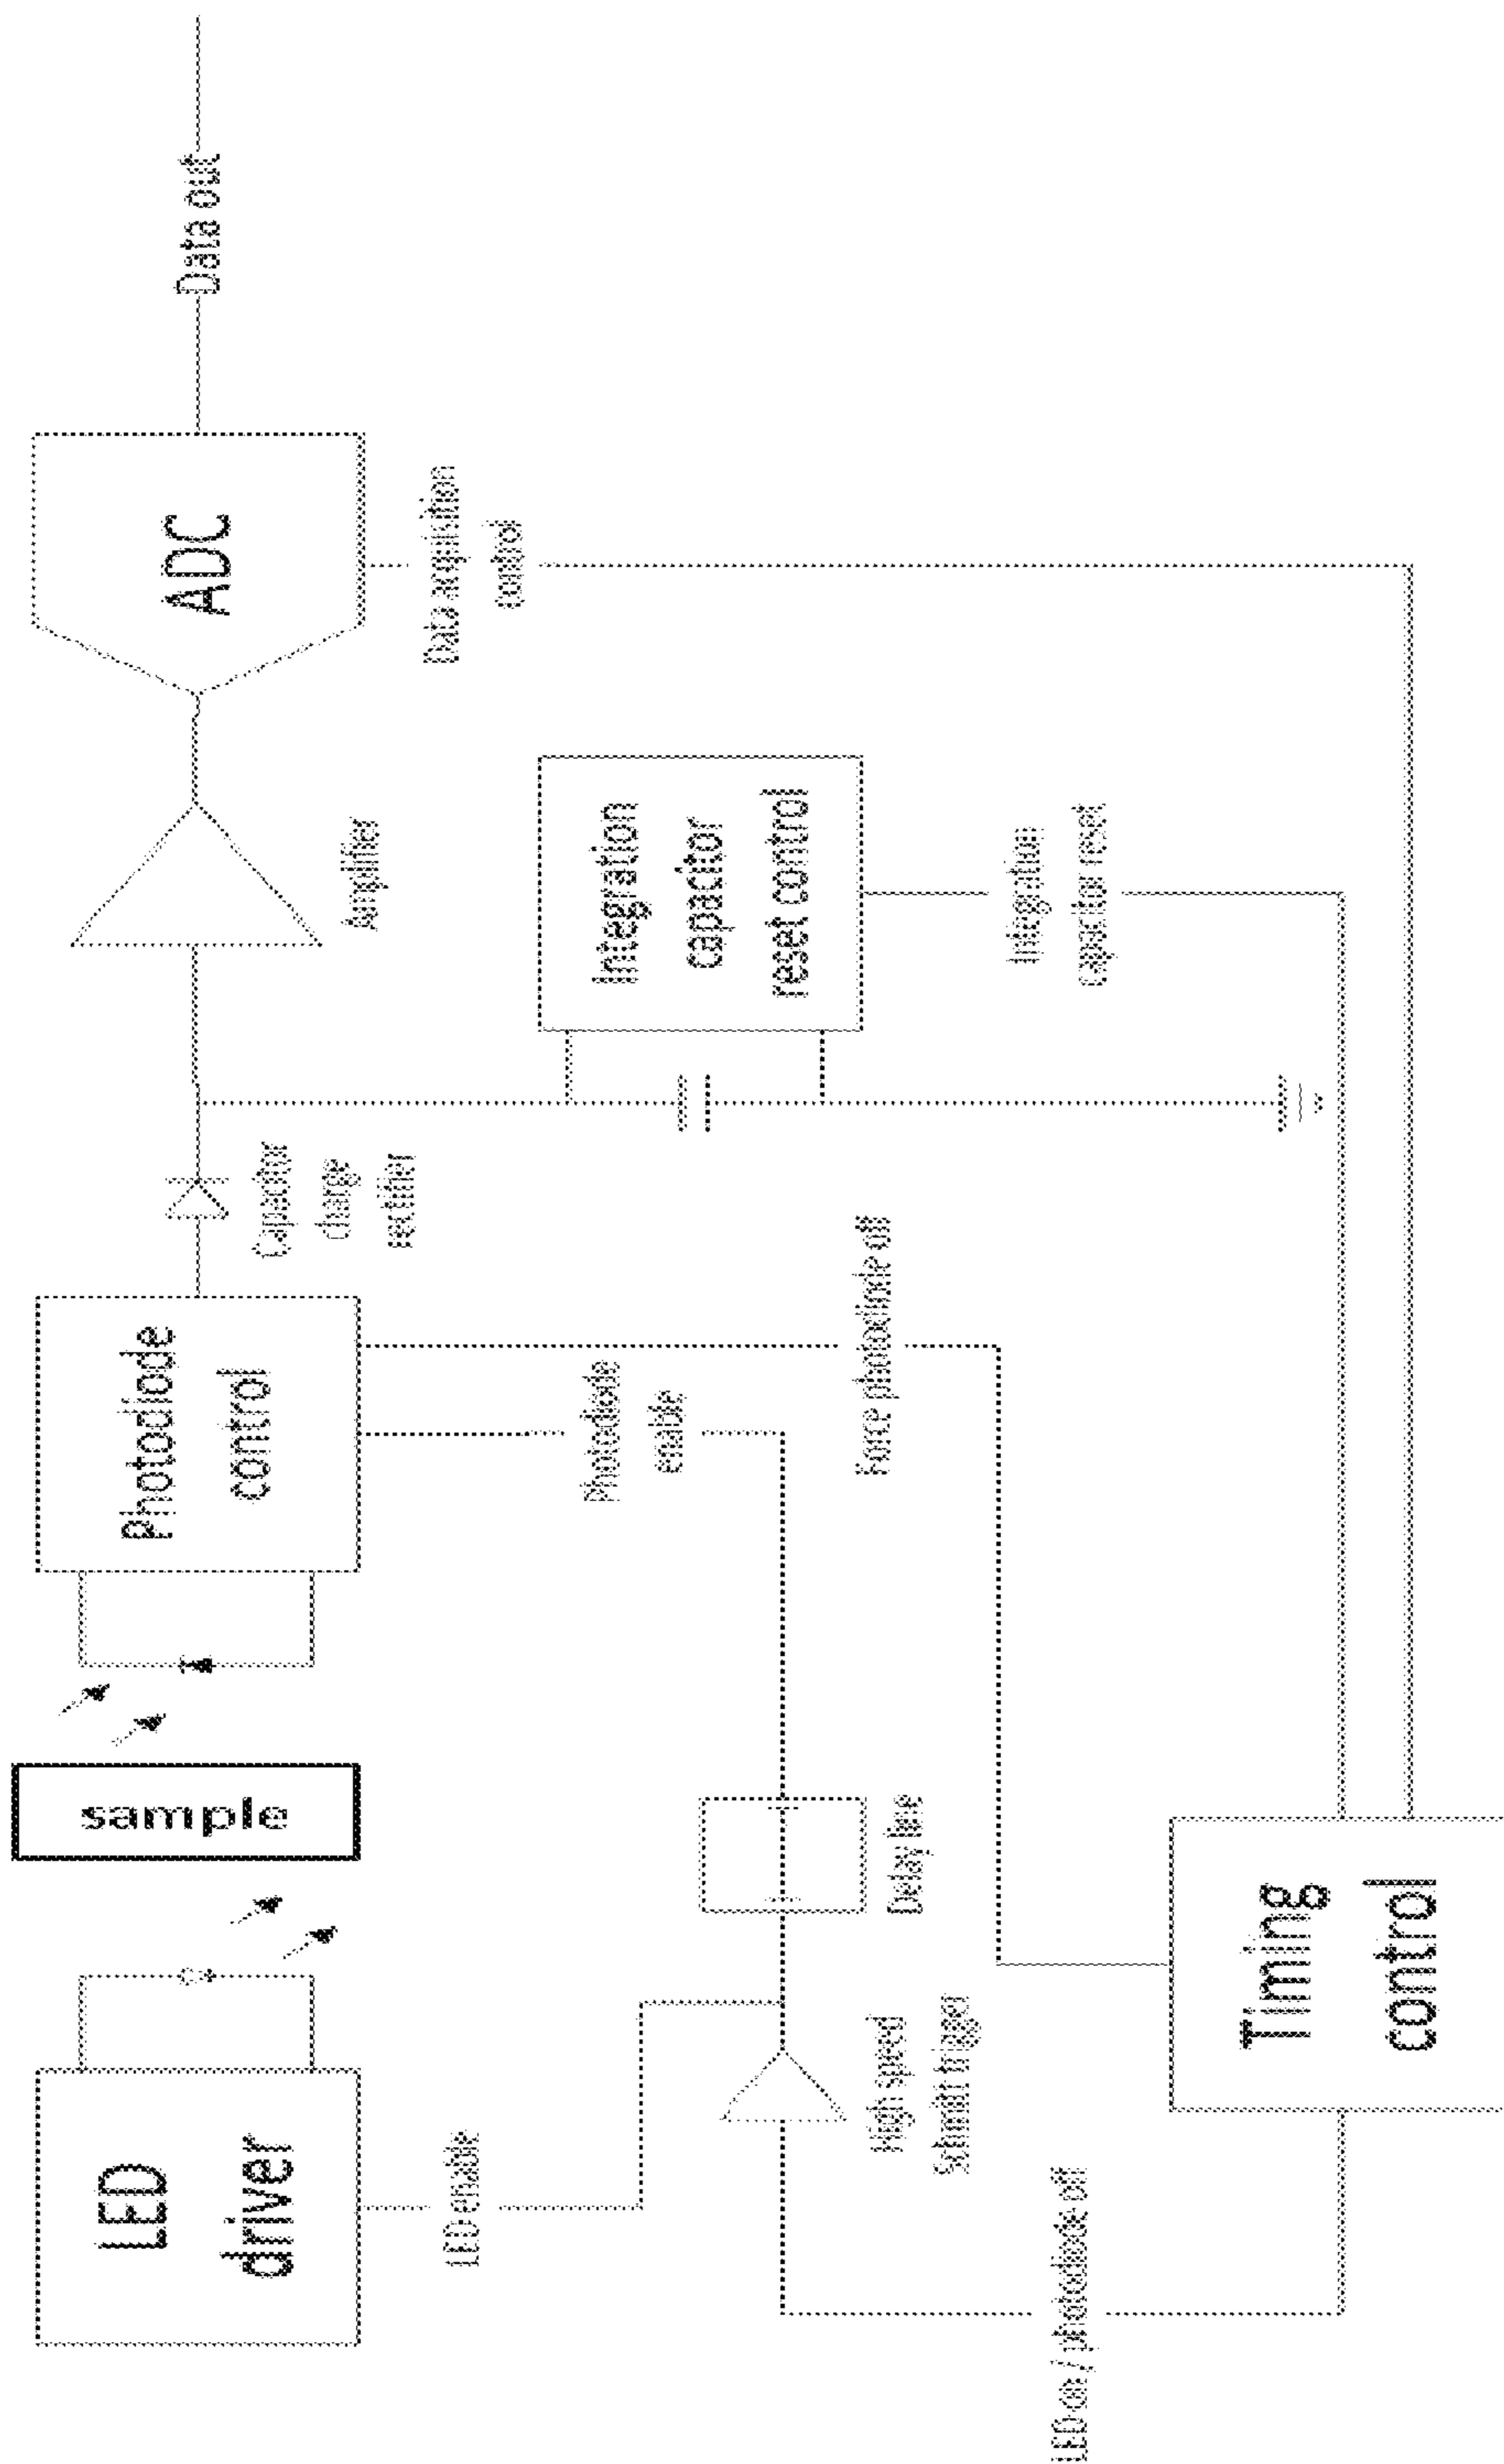 LED
driver
sample
Photodiode
control
Capacitor
charge
rectifier
Amplifier
ADC
Data out
LED enable
Photodiode
enable
Force photodiode off
Integration
capacitor
reset control
Data acquisition
control
High speed
Schmitt trigger
Delay line
Integration
capacitor reset
LED on / photodiode off
Timing
control